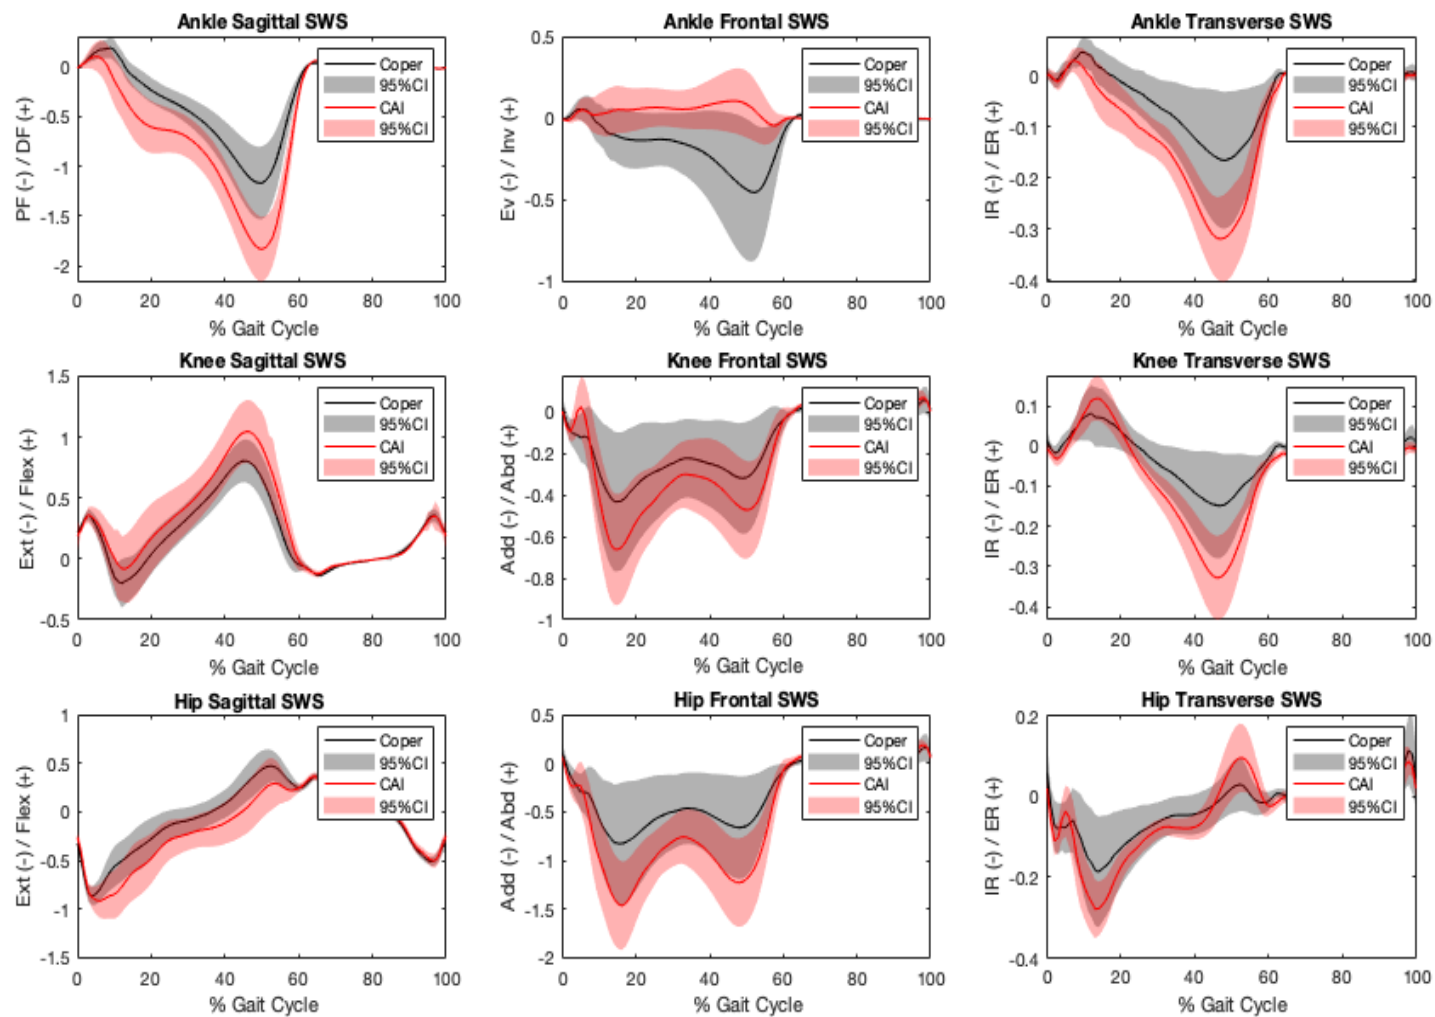 Ankle Sagittal SWS
PF (-) / DF (+)
0
-0.5
-1
-1.5
-2
0 20 40 60 80 100
% Gait Cycle
Coper
95%CI
CAI
95%CI
Ankle Frontal SWS
Ev (-) / Inv (+)
0.5
0
-0.5
-1
0 20 40 60 80 100
% Gait Cycle
Coper
95%CI
CAI
95%CI
Ankle Transverse SWS
IR (-) / ER (+)
0
-0.1
-0.2
-0.3
-0.4
0 20 40 60 80 100
% Gait Cycle
Coper
95%CI
CAI
95%CI
Knee Sagittal SWS
Ext (-) / Flex (+)
1.5
1
0.5
0
-0.5
0 20 40 60 80 100
% Gait Cycle
Coper
95%CI
CAI
95%CI
Knee Frontal SWS
Add (-) / Abd (+)
0
-0.2
-0.4
-0.6
-0.8
-1
0 20 40 60 80 100
% Gait Cycle
Coper
95%CI
CAI
95%CI
Knee Transverse SWS
IR (-) / ER (+)
0.1
0
-0.1
-0.2
-0.3
-0.4
0 20 40 60 80 100
% Gait Cycle
Coper
95%CI
CAI
95%CI
Hip Sagittal SWS
Ext (-) / Flex (+)
1
0.5
0
-0.5
-1
-1.5
0 20 40 60 80 100
% Gait Cycle
Coper
95%CI
CAI
95%CI
Hip Frontal SWS
Add (-) / Abd (+)
0.5
0
-0.5
-1
-1.5
-2
0 20 40 60 80 100
% Gait Cycle
Coper
95%CI
CAI
95%CI
Hip Transverse SWS
IR (-) / ER (+)
0.2
0
-0.2
-0.4
0 20 40 60 80 100
% Gait Cycle
Coper
95%CI
CAI
95%CI